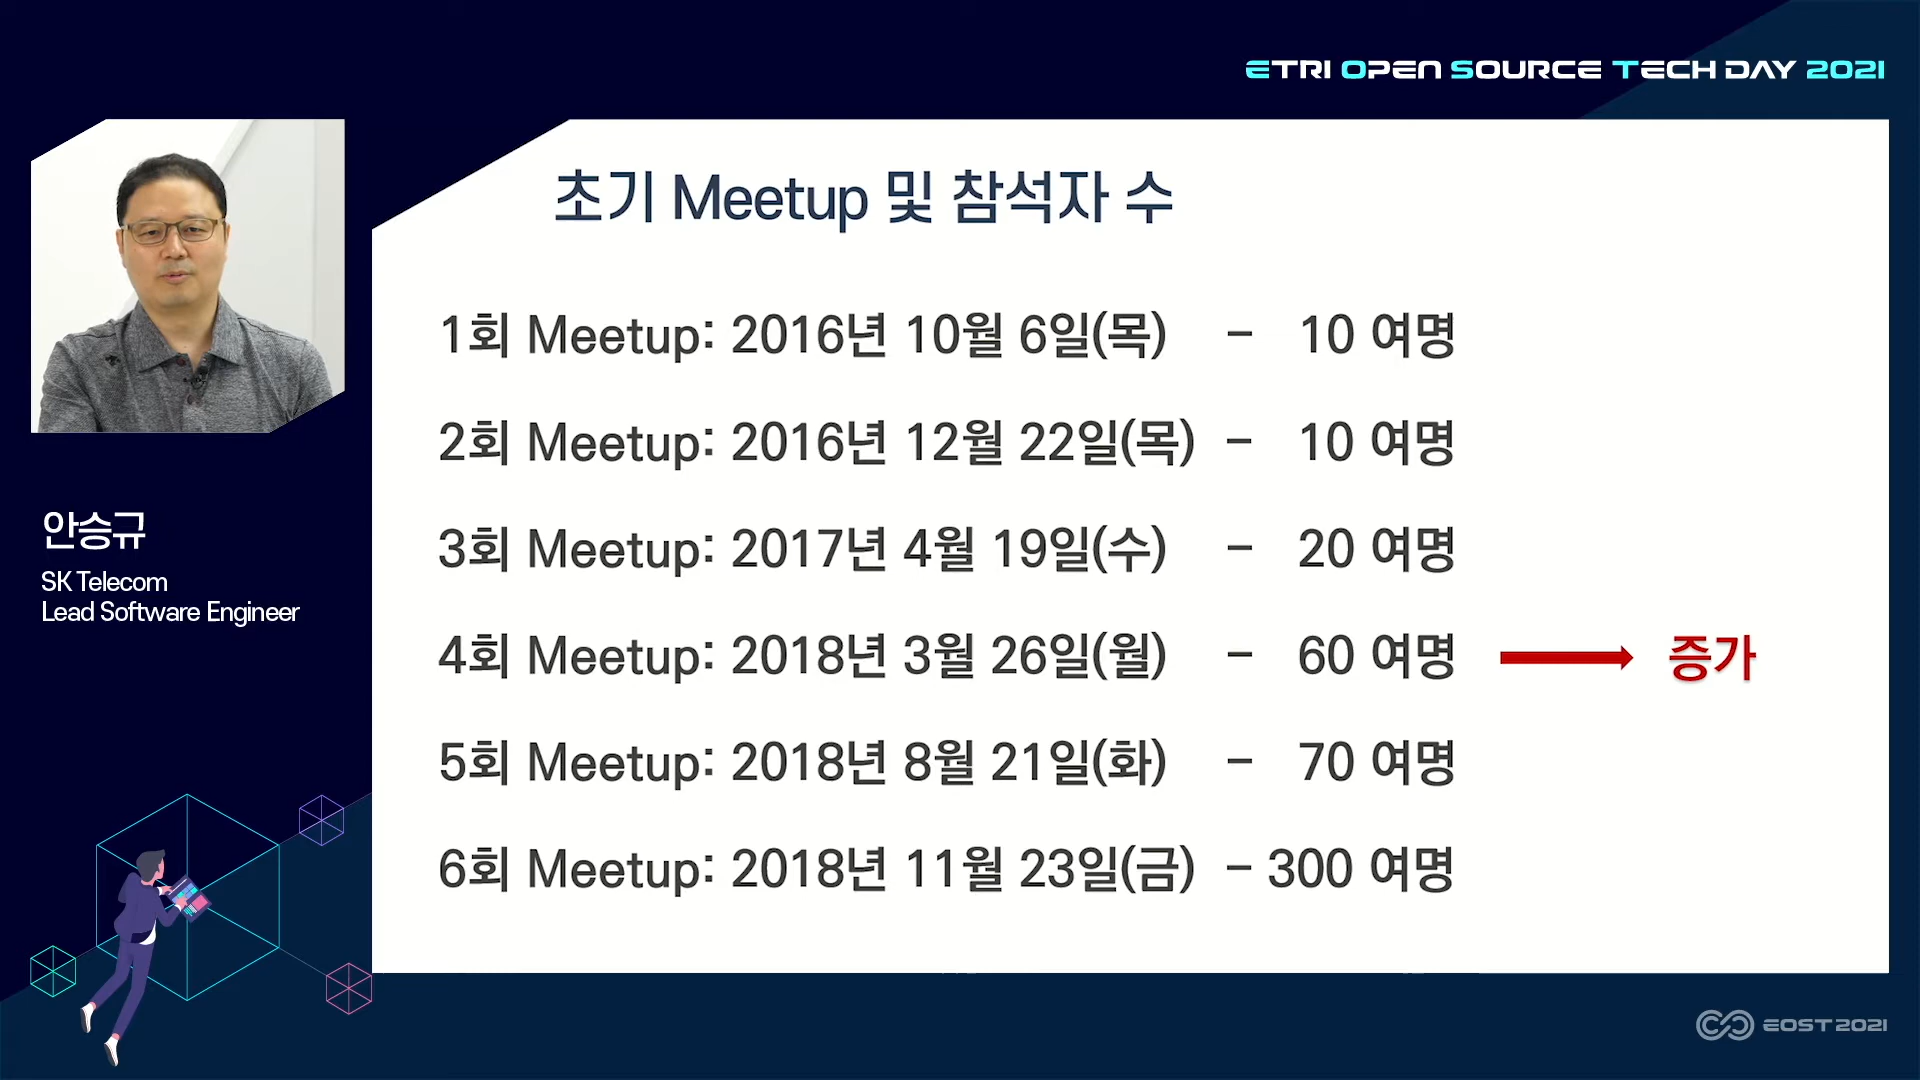 ETRI OPEN SOURCE TECH DAY 2021
초기 Meetup 및 참석자 수
1회 Meetup: 2016년 10월 6일(목) - 10 여명
2회 Meetup: 2016년 12월 22일(목) - 10 여명
3회 Meetup: 2017년 4월 19일(수) - 20 여명
4회 Meetup: 2018년 3월 26일(월) - 60 여명 증가
5회 Meetup: 2018년 8월 21일(화) - 70 여명
6회 Meetup: 2018년 11월 23일(금) - 300 여명
안승규
SK Telecom
Lead Software Engineer
EOST 2021